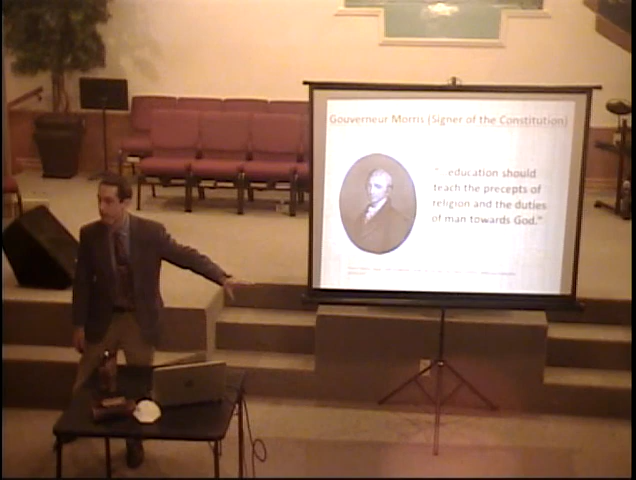 Gouverneur Morris (Signer of the Constitution)
education should
teach the precepts of
religion and the duties
of man towards God."